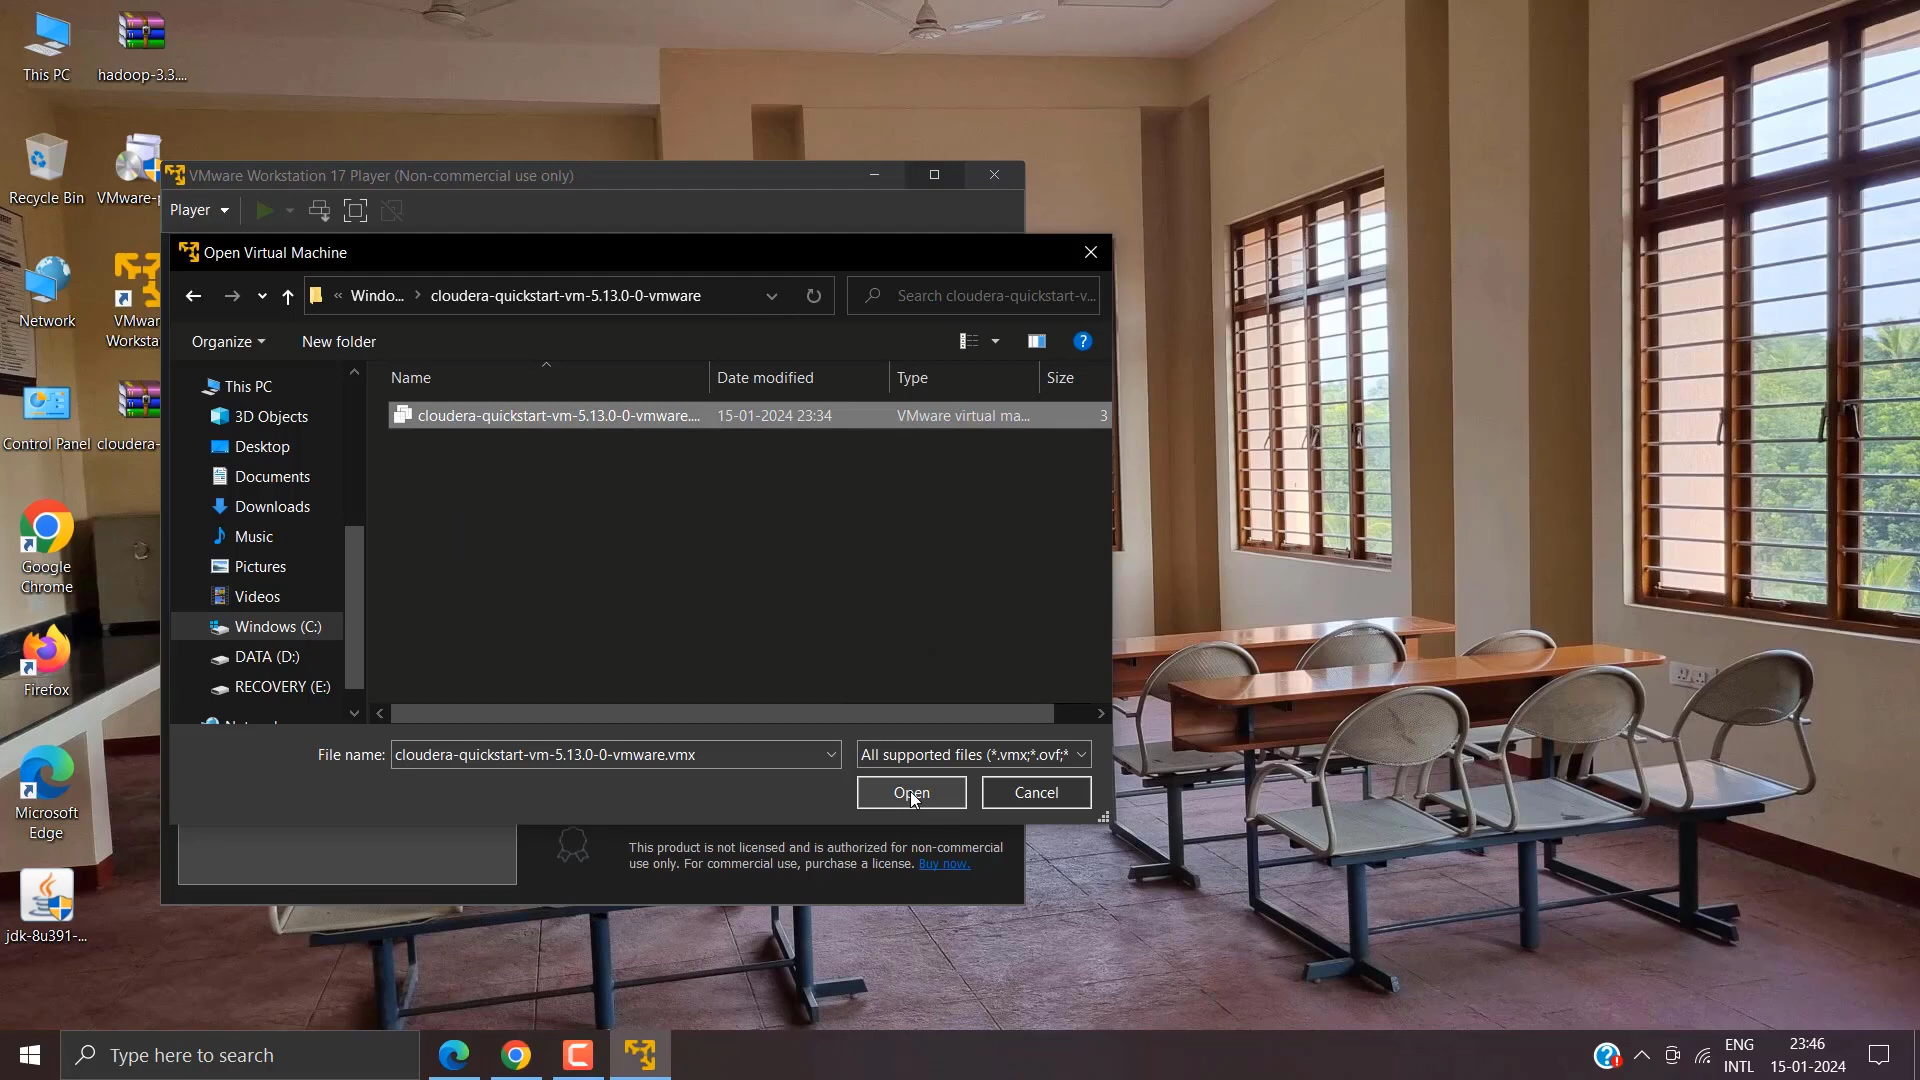 This PC
hadoop-3.3....
Recycle Bin
VMware-p
Network
VMwar
Worksta
Control Panel
cloudera-
Google
Chrome
Firefox
Microsoft
Edge
jdk-8u391-...
VMware Workstation 17 Player (Non-commercial use only)
Player
Open Virtual Machine
« Windo... > cloudera-quickstart-vm-5.13.0-0-vmware
Search cloudera-quickstart-v...
Organize
New folder
Name
Date modified
Type
Size
cloudera-quickstart-vm-5.13.0-0-vmware....
15-01-2024 23:34
VMware virtual ma...
3
This PC
3D Objects
Desktop
Documents
Downloads
Music
Pictures
Videos
Windows (C:)
DATA (D:)
RECOVERY (E:)
File name:
cloudera-quickstart-vm-5.13.0-0-vmware.vmx
All supported files (*.vmx;*.ovf;*
Open
Cancel
This product is not licensed and is authorized for non-commercial
use only. For commercial use, purchase a license. Buy now.
Type here to search
ENG
INTL
23:46
15-01-2024